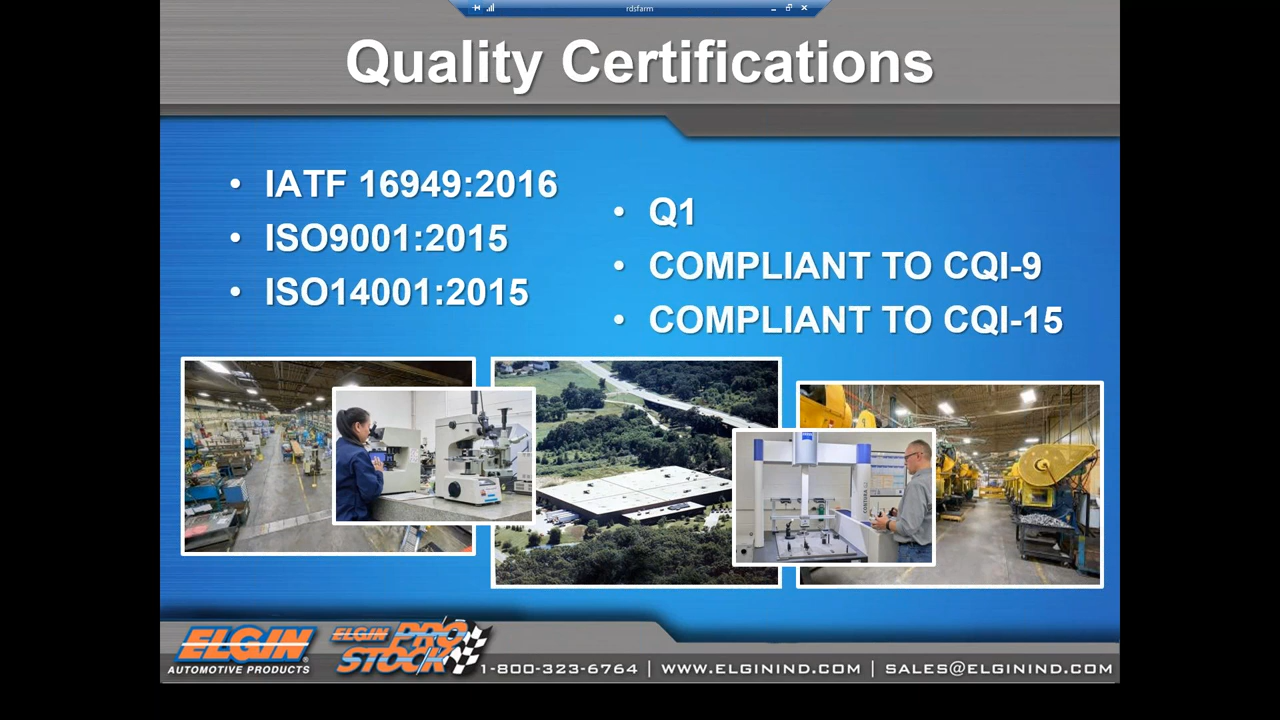 rdsfarm
Quality Certifications
• IATF 16949:2016
• ISO9001:2015
• ISO14001:2015
• Q1
• COMPLIANT TO CQI-9
• COMPLIANT TO CQI-15
ELGIN®
AUTOMOTIVE PRODUCTS
ELGIN PRO
STOCK
1-800-323-6764 | WWW.ELGININD.COM | SALES@ELGININD.COM